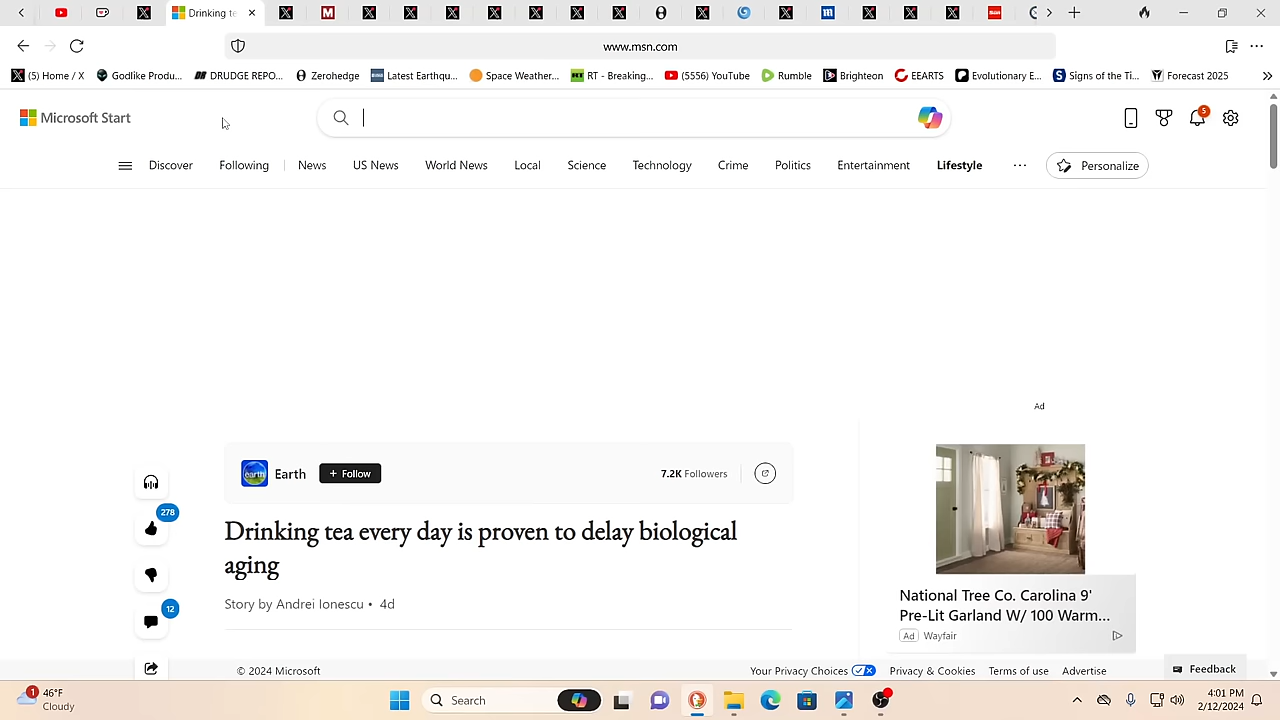 Drinking te
www.msn.com
(5) Home / X
Godlike Produ...
DRUDGE REPO...
Zerohedge
Latest Earthqu...
Space Weather...
RT - Breaking...
(5556) YouTube
Rumble
Brighteon
EEARTS
Evolutionary E...
Signs of the Ti...
Forecast 2025
Microsoft Start
5
Discover
Following
News
US News
World News
Local
Science
Technology
Crime
Politics
Entertainment
Lifestyle
Personalize
Ad
earth
Earth
+ Follow
7.2K Followers
278
Drinking tea every day is proven to delay biological
aging
Story by Andrei Ionescu • 4d
12
National Tree Co. Carolina 9'
Pre-Lit Garland W/ 100 Warm...
Ad Wayfair
© 2024 Microsoft
Your Privacy Choices
Privacy & Cookies
Terms of use
Advertise
Feedback
1
46°F
Cloudy
Search
4:01 PM
2/12/2024